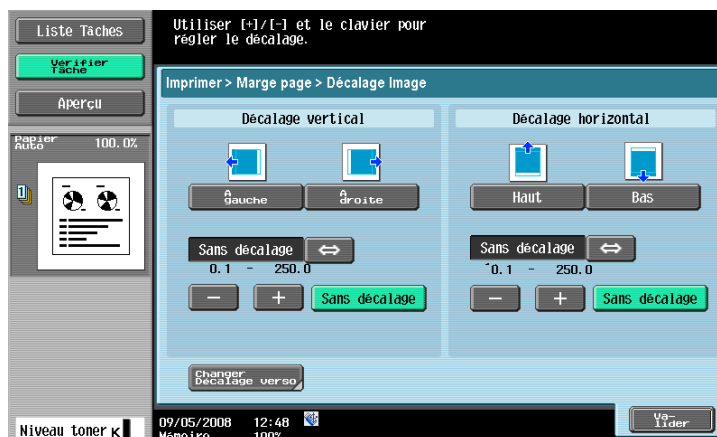 Liste Tâches
Vérifier
Tâche
Aperçu
Papier
Auto
100.0%
1
Niveau toner K
Utiliser [+]/[-] et le clavier pour
régler le décalage.
Imprimer > Marge page > Décalage Image
Décalage vertical
À
gauche
À
droite
Sans décalage
0.1 - 250.0
− + Sans décalage
Changer
Décalage verso
Décalage horizontal
Haut Bas
Sans décalage
0.1 - 250.0
− + Sans décalage
09/05/2008 12:48
Mémoire 100%
Va-
lider